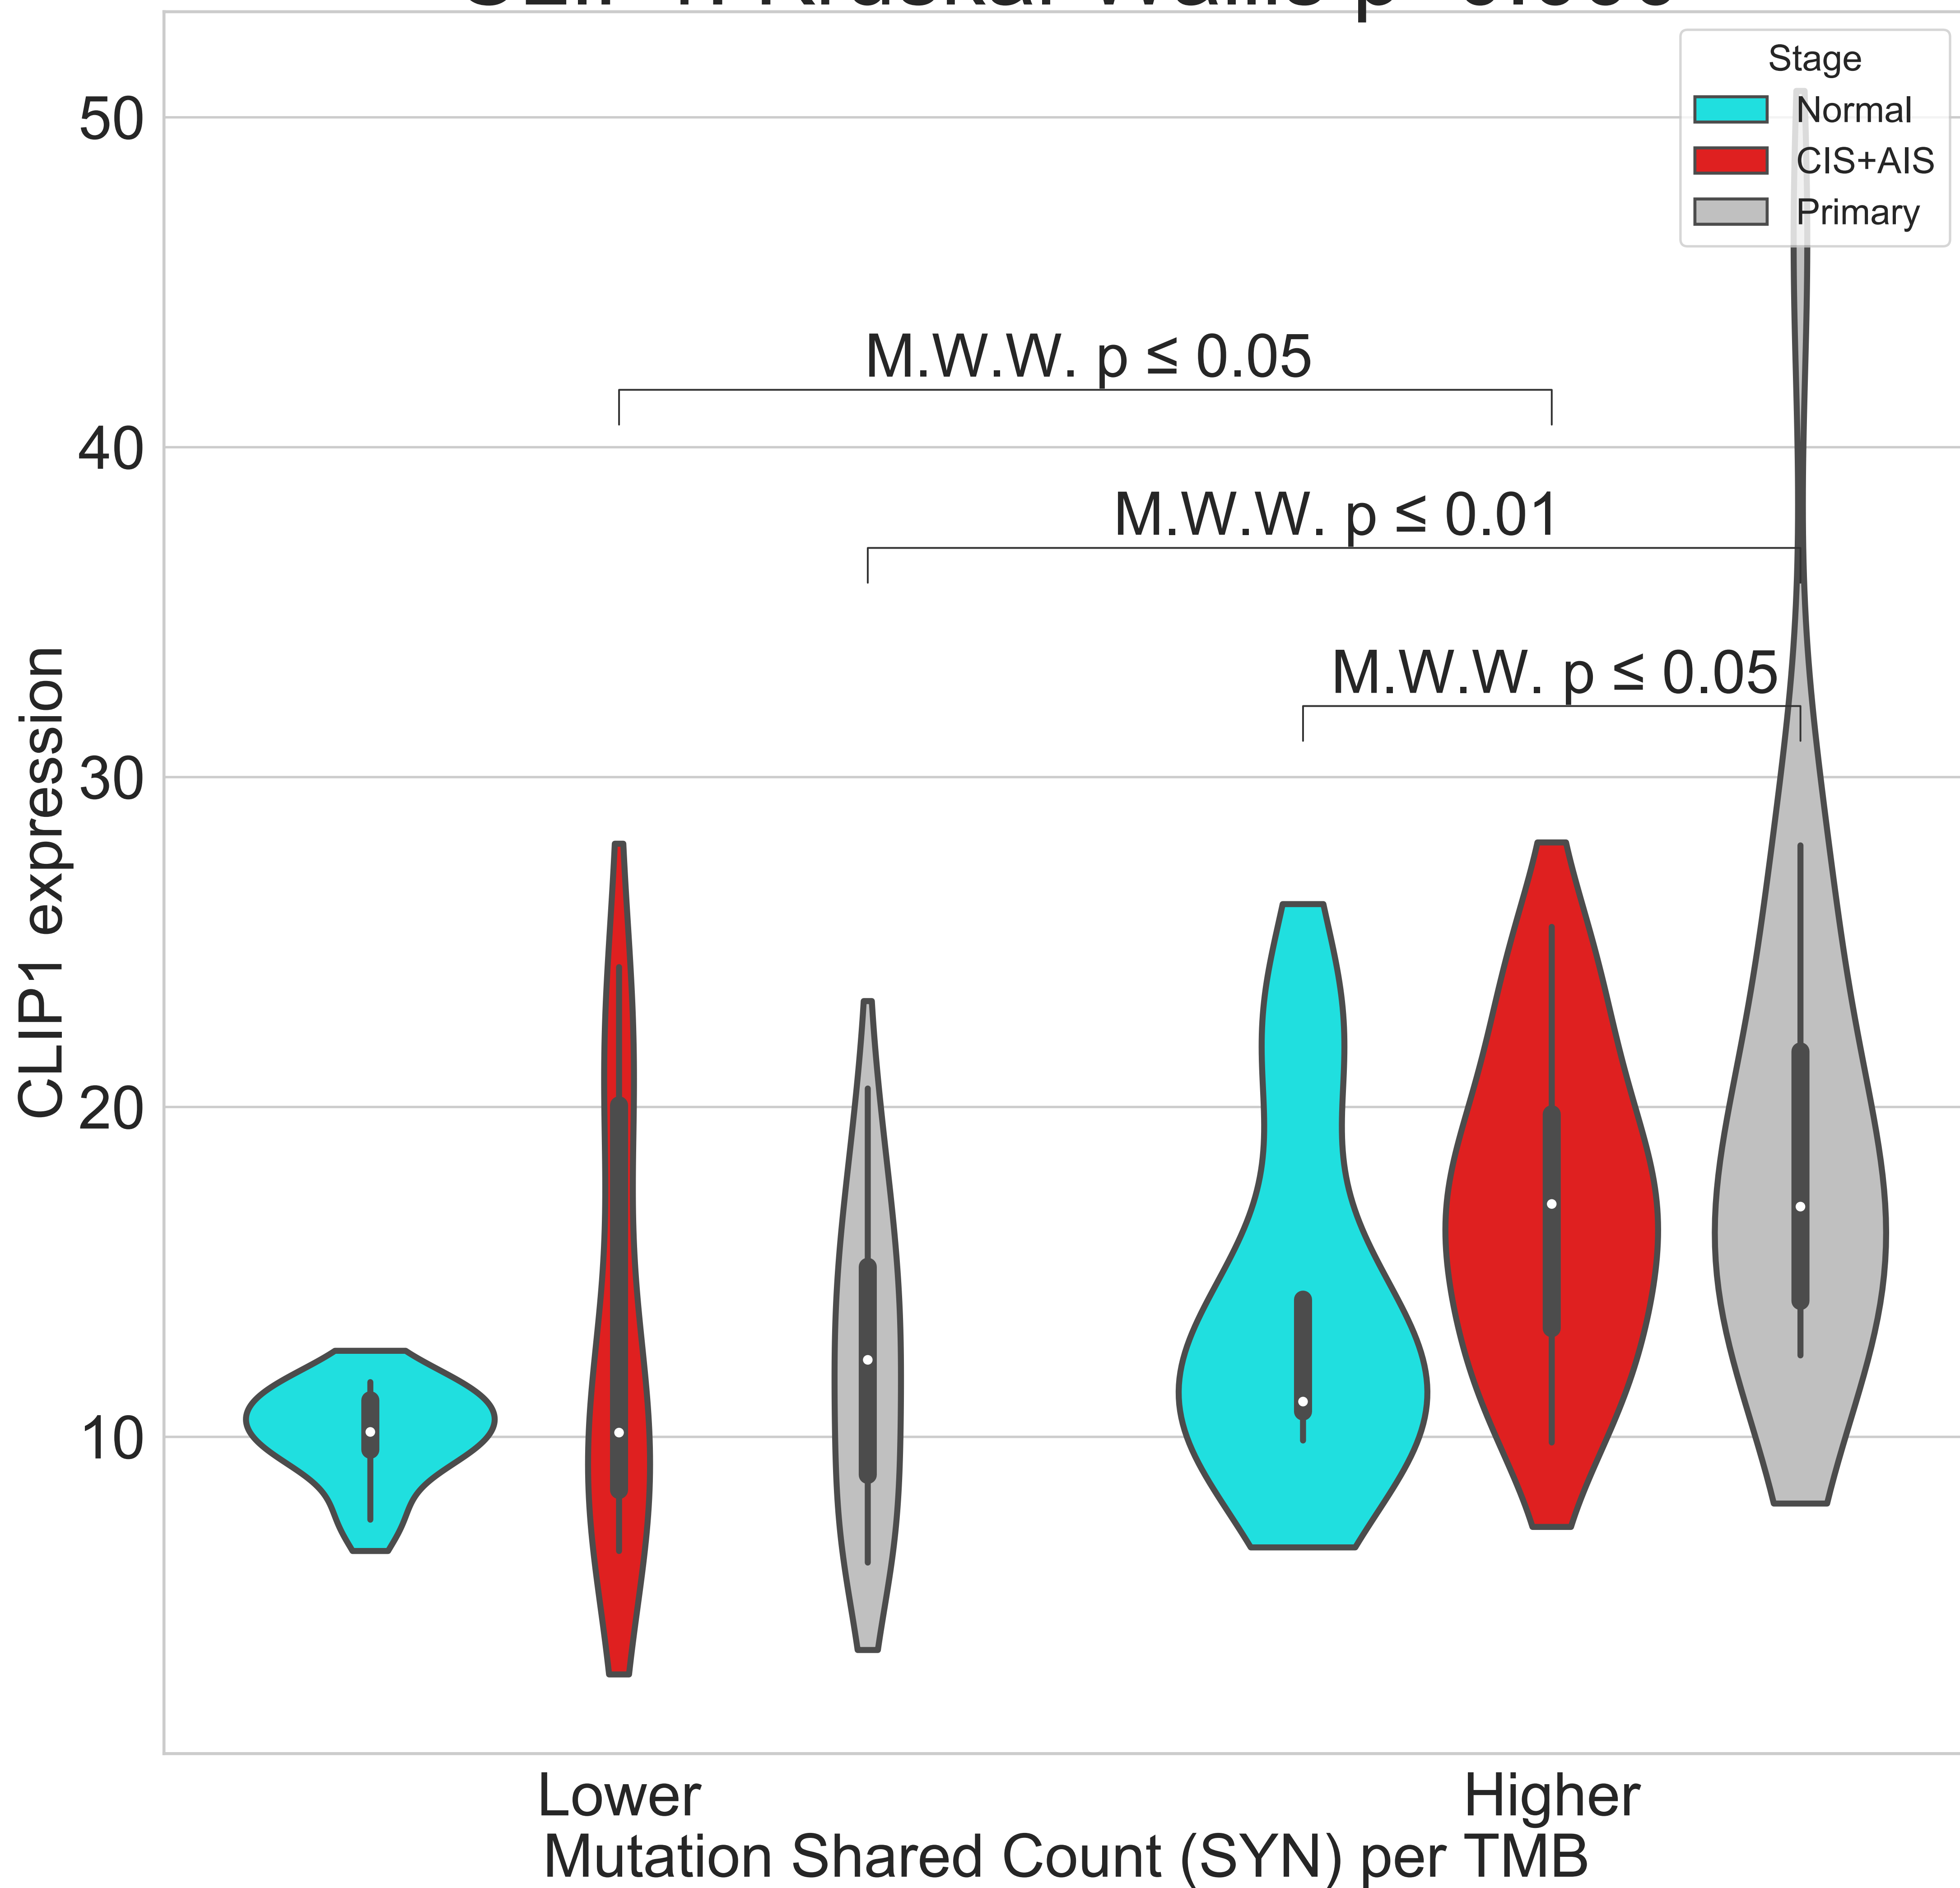 Stage
Normal
CIS+AIS
Primary
50
40
30
20
10
CLIP1 expression
M.W.W. p ≤ 0.05
M.W.W. p ≤ 0.01
M.W.W. p ≤ 0.05
Lower
Higher
Mutation Shared Count (SYN) per TMB